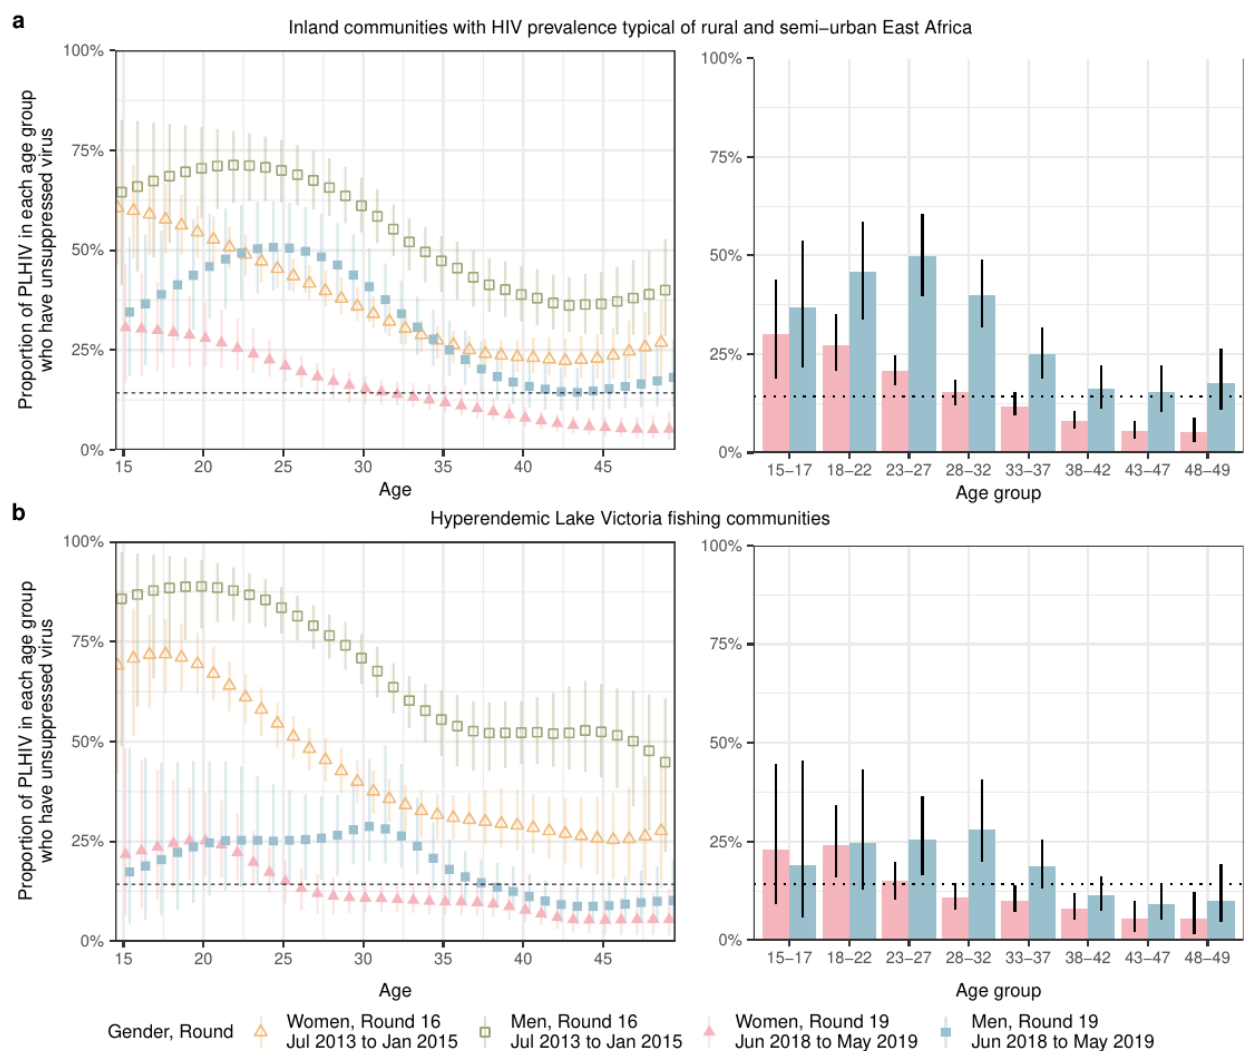 a
Inland communities with HIV prevalence typical of rural and semi−urban East Africa
Proportion of PLHIV in each age group
who have unsuppressed virus
100%
75%
50%
25%
0%
15 20 25 30 35 40 45
Age
100%
75%
50%
25%
0%
15−17 18−22 23−27 28−32 33−37 38−42 43−47 48−49
Age group
b
Hyperendemic Lake Victoria fishing communities
Proportion of PLHIV in each age group
who have unsuppressed virus
100%
75%
50%
25%
0%
15 20 25 30 35 40 45
Age
100%
75%
50%
25%
0%
15−17 18−22 23−27 28−32 33−37 38−42 43−47 48−49
Age group
Gender, Round
Women, Round 16
Jul 2013 to Jan 2015
Men, Round 16
Jul 2013 to Jan 2015
Women, Round 19
Jun 2018 to May 2019
Men, Round 19
Jun 2018 to May 2019